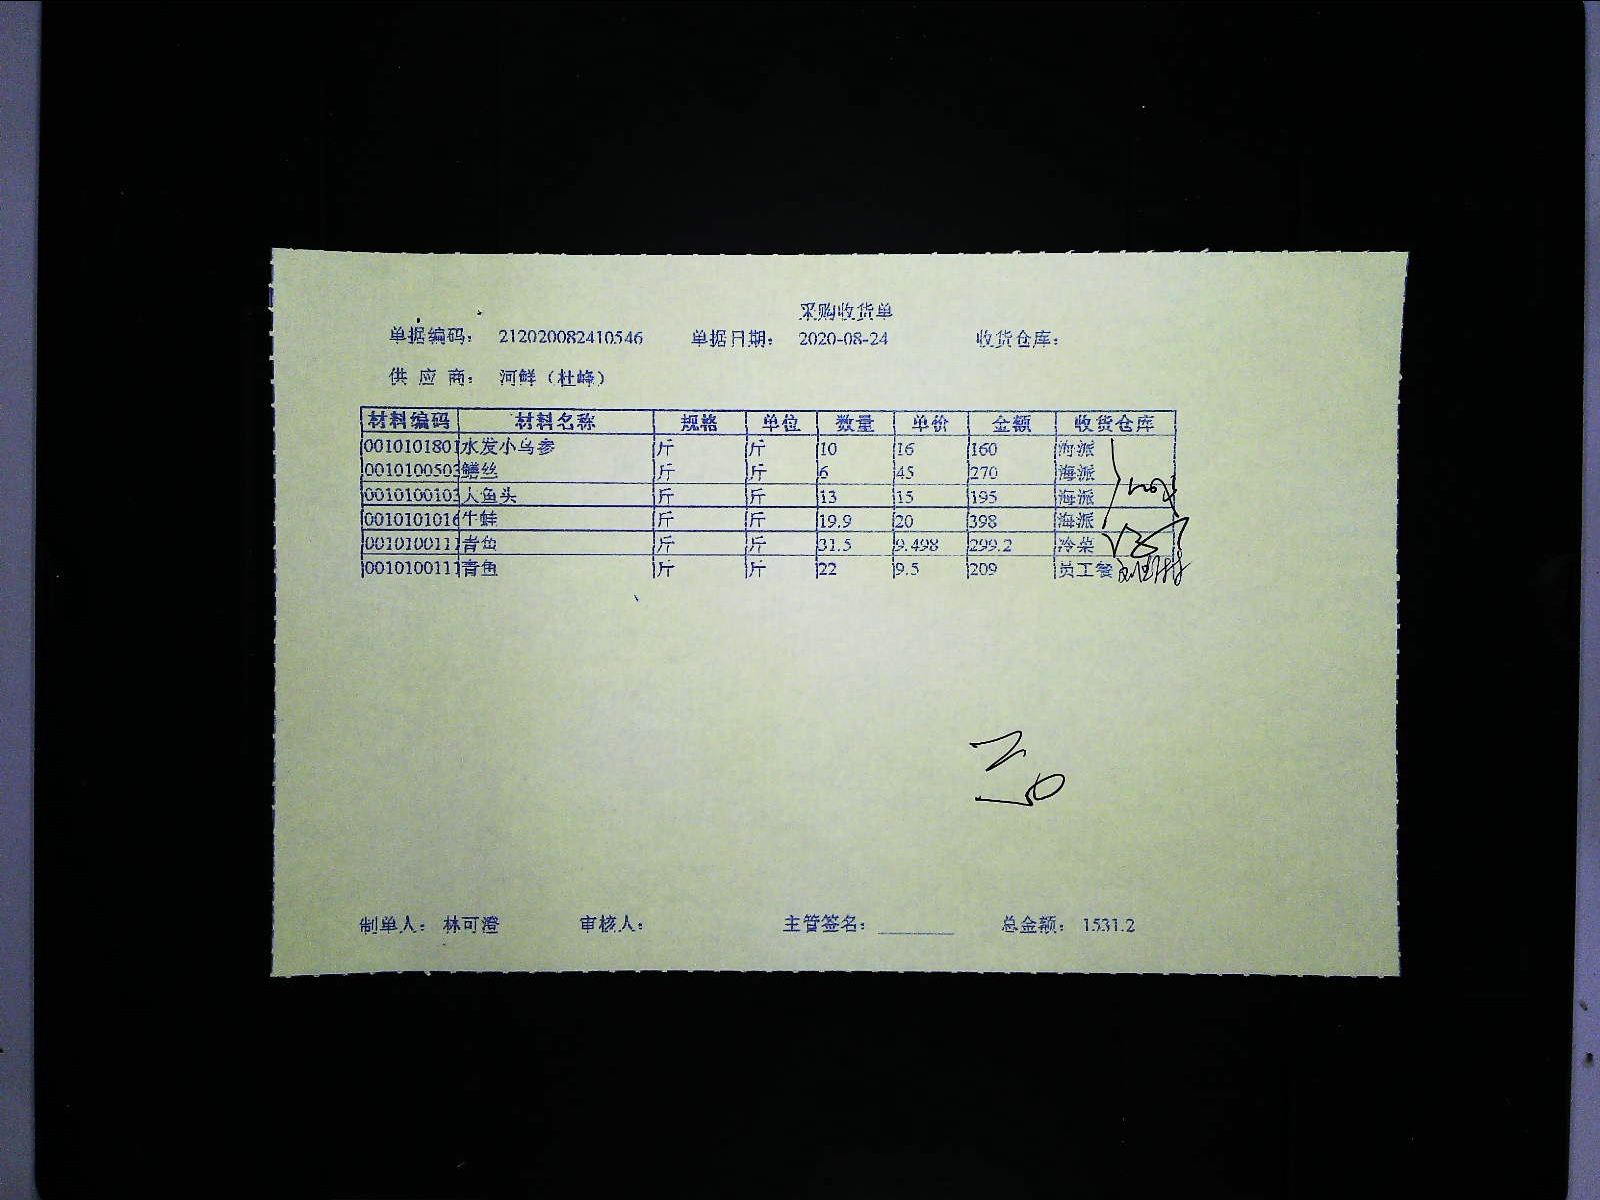 采购收货单
单据编码： 212020082410546 单据日期： 2020-08-24 收货仓库：
供 应 商： 河鲜（杜峰）
材料编码 材料名称 规格 单位 数量 单价 金额 收货仓库
0010101801 水发小乌参 斤 斤 10 16 160 海派
0010100503 鳝丝 斤 斤 6 45 270 海派
0010100103 人鱼头 斤 斤 13 15 195 海派
0010101016 牛蛙 斤 斤 19.9 20 398 海派
0010100111 青鱼 斤 斤 31.5 9.498 299.2 冷菜
0010100111 青鱼 斤 斤 22 9.5 209 员工餐
制单人： 林可澄 审核人： 主管签名： 总金额： 1531.2